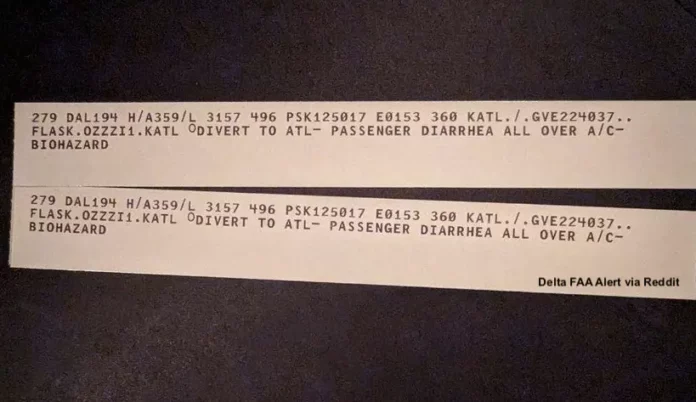 279 DAL194 H/A359/L 3157 496 PSK125017 E0153 360 KATL./.GVE224037..
FLASK.OZZZI1.KATL ODIVERT TO ATL– PASSENGER DIARRHEA ALL OVER A/C–
BIOHAZARD
279 DAL194 H/A359/L 3157 496 PSK125017 E0153 360 KATL./.GVE224037..
FLASK.OZZZI1.KATL ODIVERT TO ATL– PASSENGER DIARRHEA ALL OVER A/C–
BIOHAZARD
Delta FAA Alert via Reddit